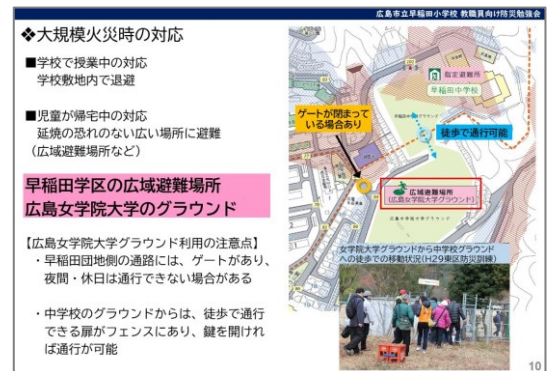 広島市立早稲田小学校 教職員向け防災勉強会
❖大規模火災時の対応
■学校で授業中の対応
学校敷地内で退避
■児童が帰宅中の対応
延焼の恐れのない広い場所に避難
(広域避難場所など)
早稲田学区の広域避難場所
広島女学院大学のグラウンド
【広島女学院大学グラウンド利用の注意点】
・早稲田団地側の通路には、ゲートがあり、
夜間・休日は通行できない場合がある
・中学校のグラウンドからは、徒歩で通行
できる扉がフェンスにあり、鍵を開けれ
ば通行が可能
指定避難所
早稲田中学校
ゲートが閉まって
いる場合あり
徒歩で通行可能
広域避難場所
(広島女学院大学グラウンド)
女学院大学グラウンドから中学校グラウンド
への徒歩での移動状況(H29東区防災訓練)
10